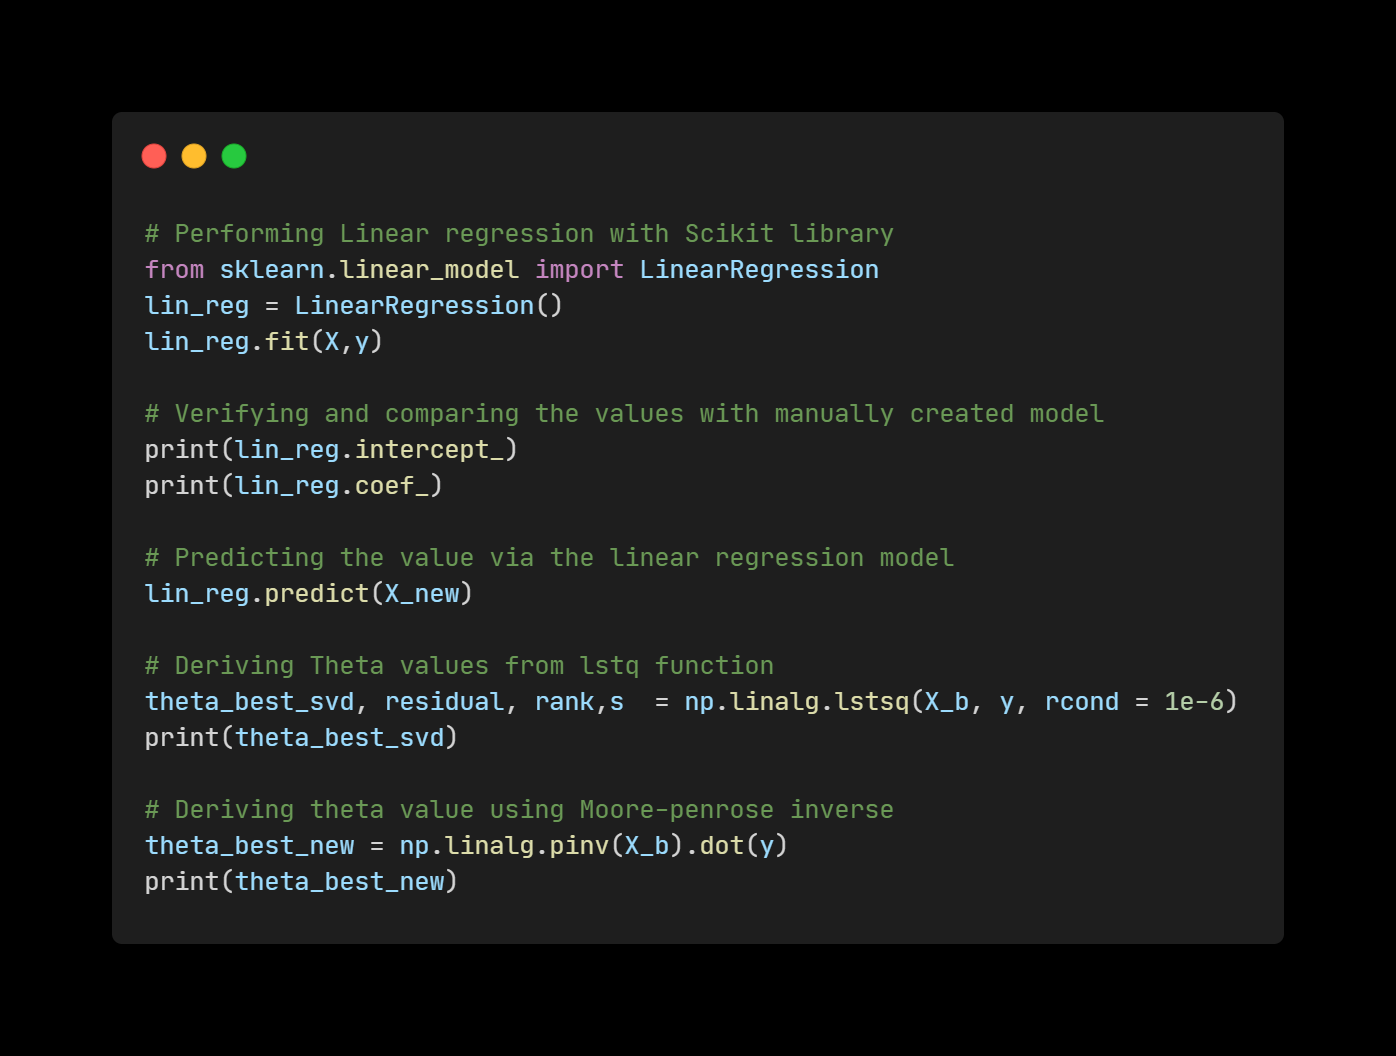 # Performing Linear regression with Scikit library
from sklearn.linear_model import LinearRegression
lin_reg = LinearRegression()
lin_reg.fit(X,y)
# Verifying and comparing the values with manually created model
print(lin_reg.intercept_)
print(lin_reg.coef_)
# Predicting the value via the linear regression model
lin_reg.predict(X_new)
# Deriving Theta values from lstq function
theta_best_svd, residual, rank,s  = np.linalg.lstsq(X_b, y, rcond = 1e-6)
print(theta_best_svd)
# Deriving theta value using Moore-penrose inverse
theta_best_new = np.linalg.pinv(X_b).dot(y)
print(theta_best_new)